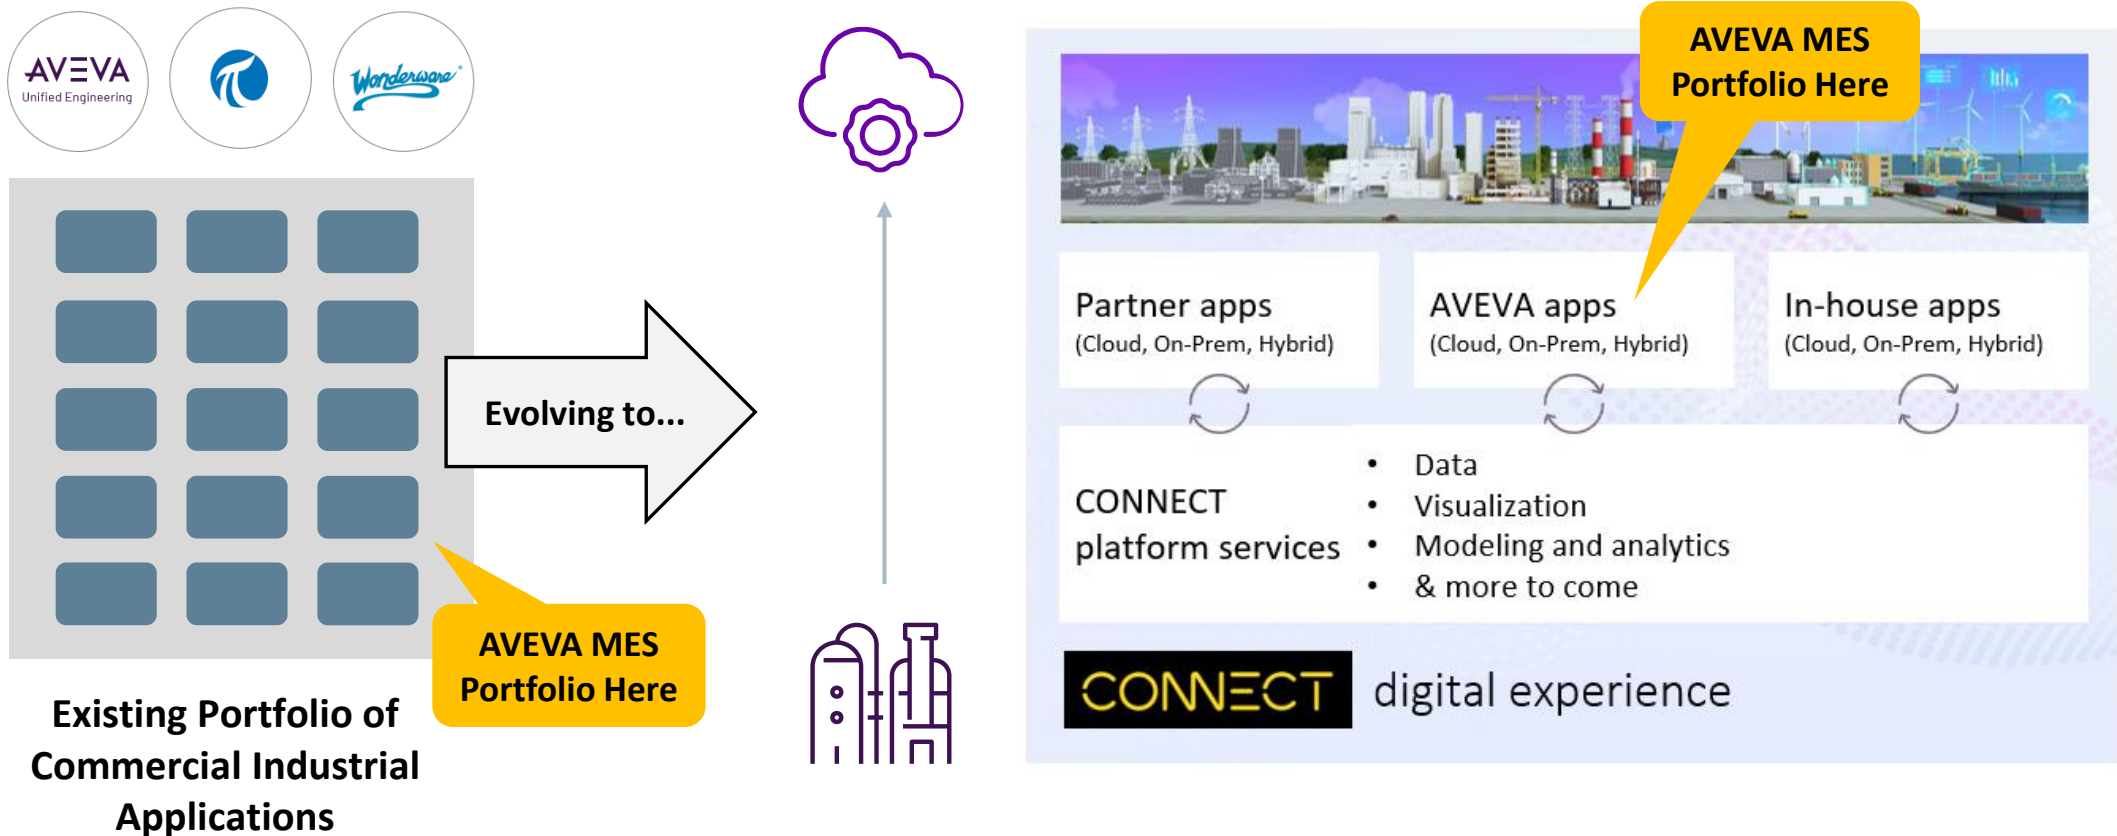 AVEVA
Unified Engineering
Wonderware®
Existing Portfolio of
Commercial Industrial
Applications
AVEVA MES
Portfolio Here
Evolving to...
AVEVA MES
Portfolio Here
Partner apps
(Cloud, On-Prem, Hybrid)
AVEVA apps
(Cloud, On-Prem, Hybrid)
In-house apps
(Cloud, On-Prem, Hybrid)
CONNECT
platform services
• Data
• Visualization
• Modeling and analytics
• & more to come
CONNECT digital experience